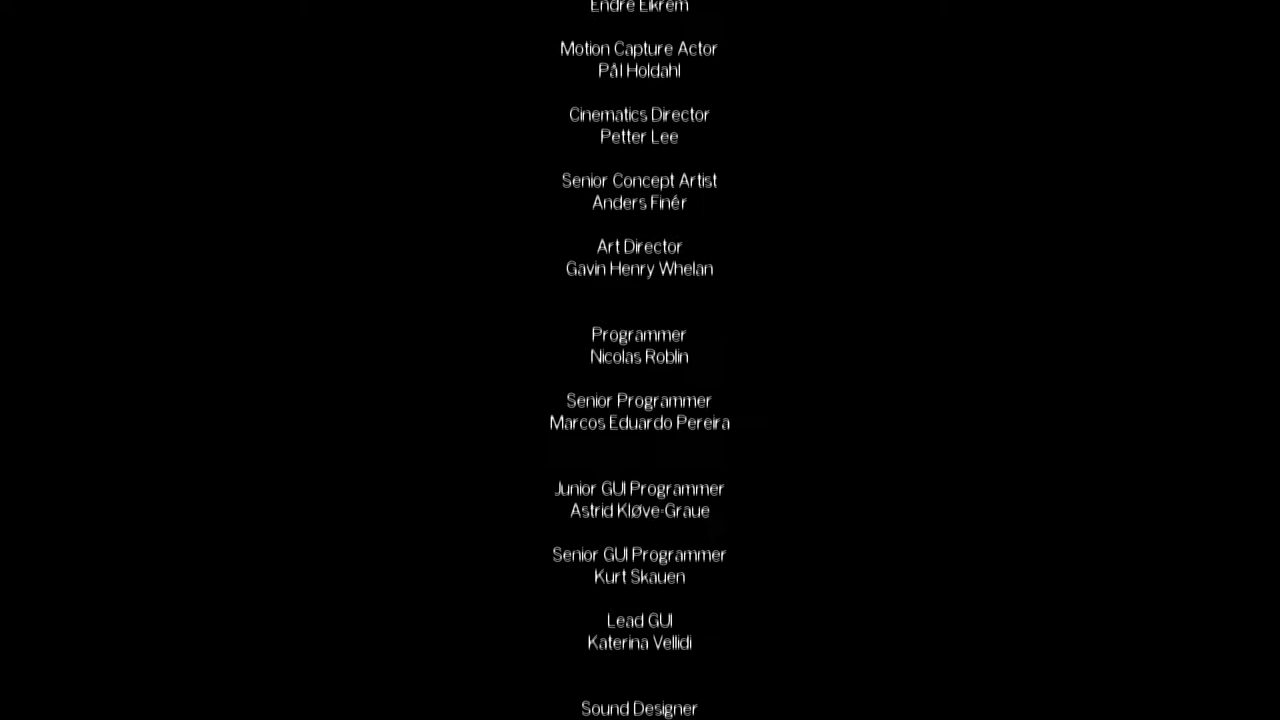 Endre Eikrem
Motion Capture Actor
Pål Holdahl
Cinematics Director
Petter Lee
Senior Concept Artist
Anders Finér
Art Director
Gavin Henry Whelan
Programmer
Nicolas Roblin
Senior Programmer
Marcos Eduardo Pereira
Junior GUI Programmer
Astrid Kløve-Graue
Senior GUI Programmer
Kurt Skauen
Lead GUI
Katerina Vellidi
Sound Designer